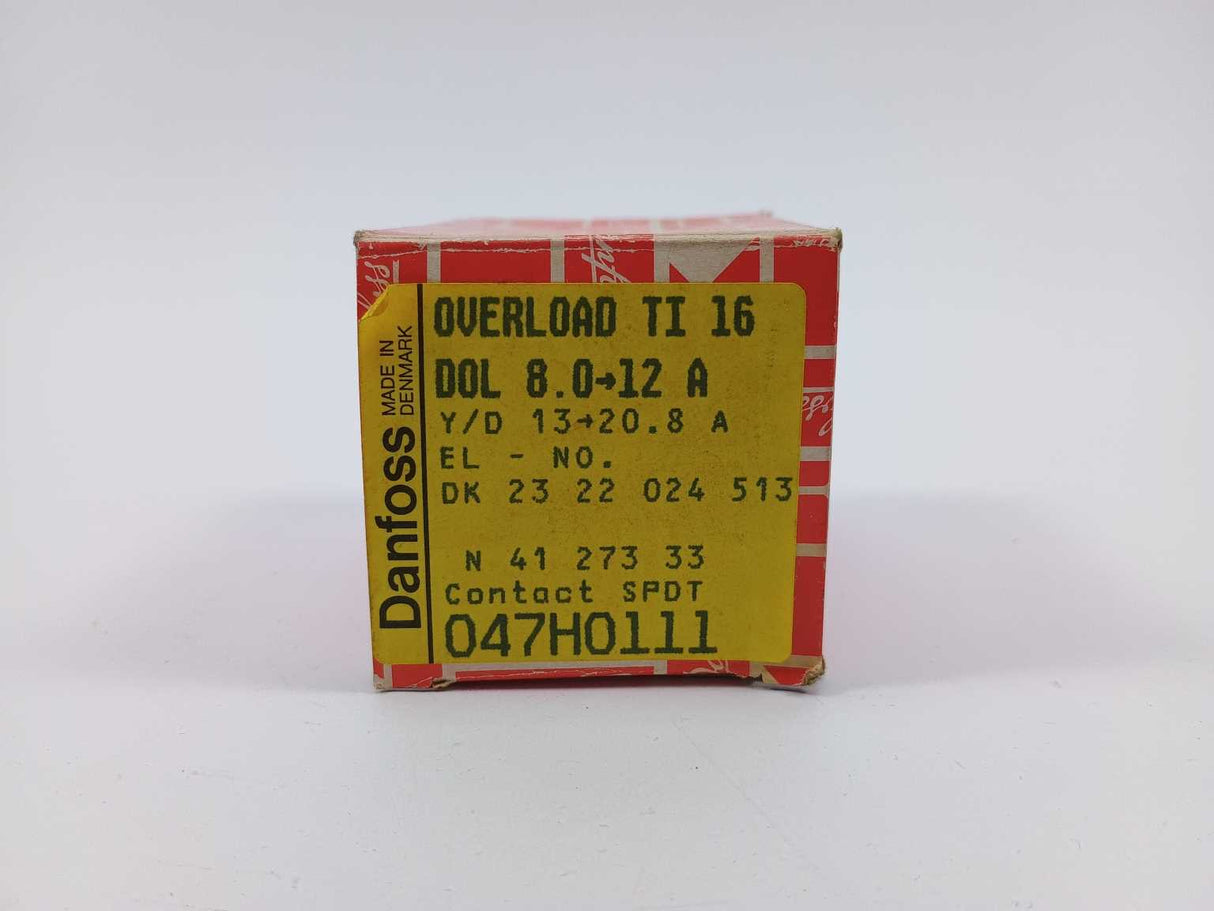 Danfoss MADE IN
DENMARK
OVERLOAD TI 16
DOL 8.0→12 A
Y/D 13→20.8 A
EL - NO.
DK 23 22 024 513
N 41 273 33
Contact SPDT
047H0111